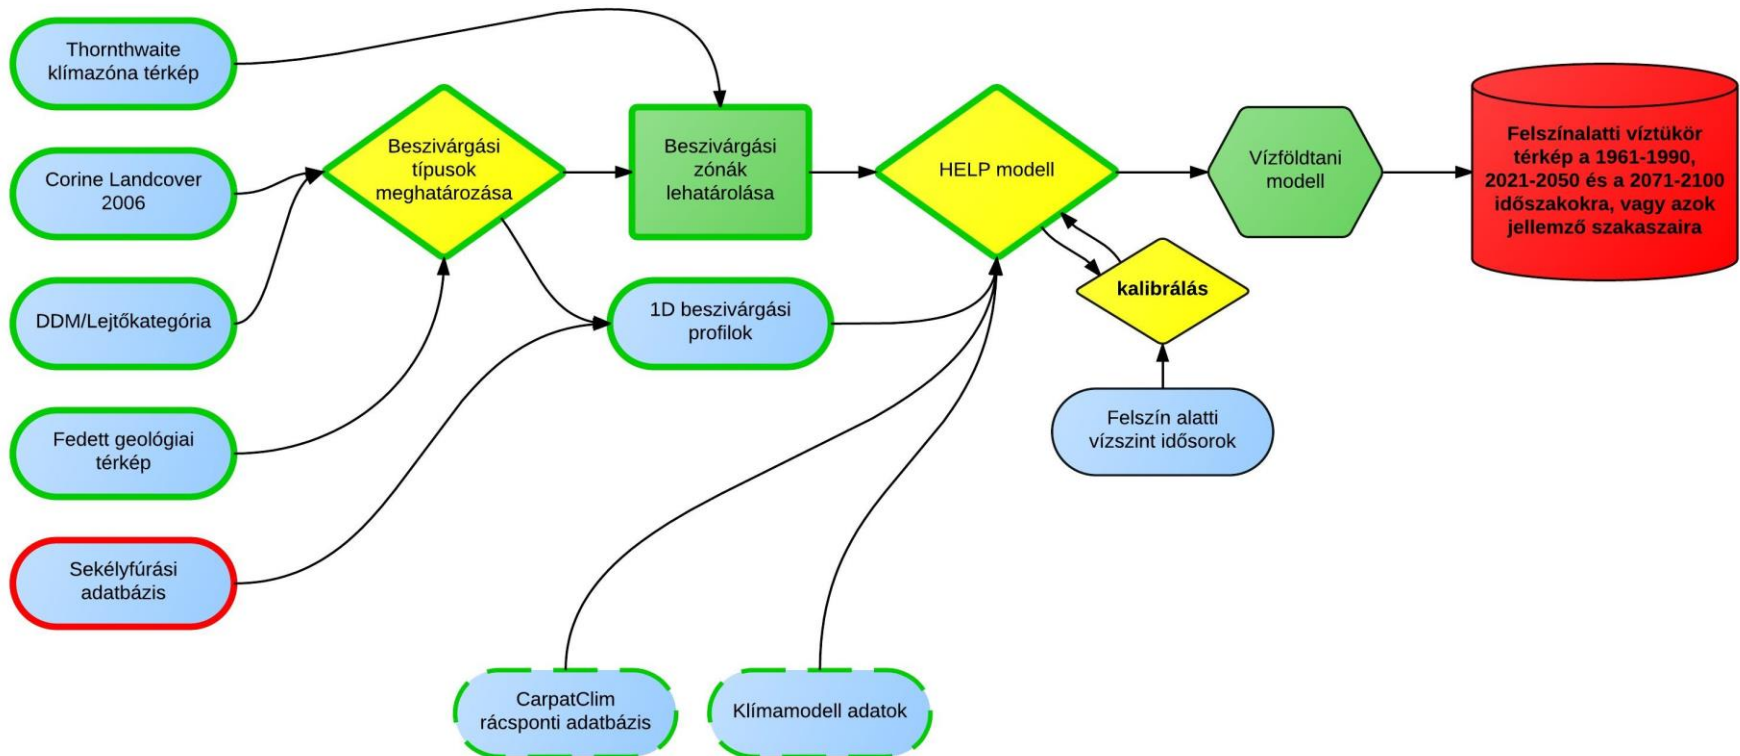 Thornthwaite
klímazóna térkép
Corine Landcover
2006
DDM/Lejtőkategória
Fedett geológiai
térkép
Sekélyfúrási
adatbázis
Beszivárgási
típusok
meghatározása
Beszivárgási
zónák
lehatárolása
1D beszivárgási
profilok
HELP modell
kalibrálás
Felszín alatti
vízszint idősorok
Vízföldtani
modell
Felszínalatti víztükör
térkép a 1961-1990,
2021-2050 és a 2071-2100
időszakokra, vagy azok
jellemző szakaszaira
CarpatClim
rácsponti adatbázis
Klímamodell adatok